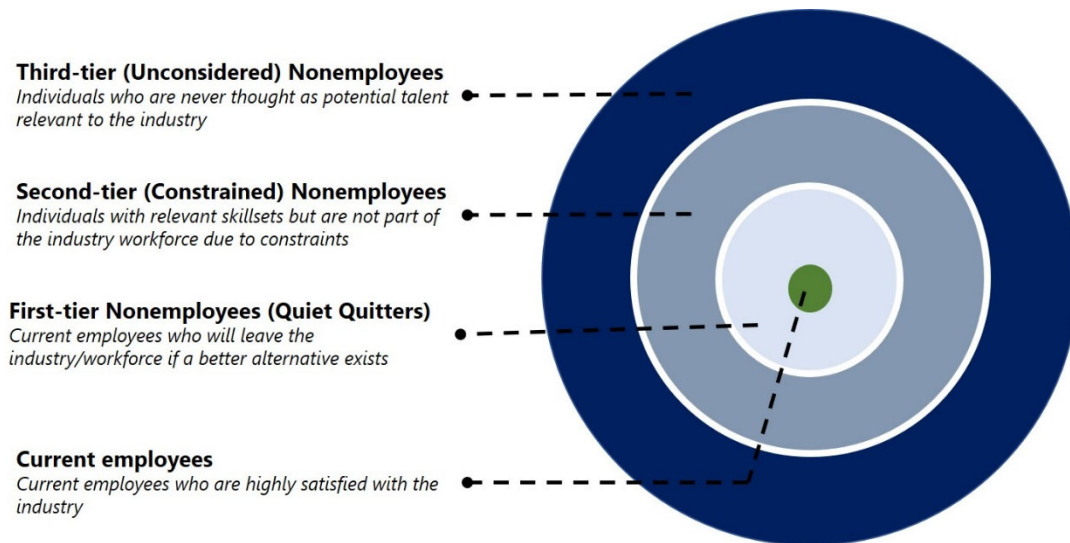 Third-tier (Unconsidered) Nonemployees
Individuals who are never thought as potential talent
relevant to the industry
Second-tier (Constrained) Nonemployees
Individuals with relevant skillsets but are not part of
the industry workforce due to constraints
First-tier Nonemployees (Quiet Quitters)
Current employees who will leave the
industry/workforce if a better alternative exists
Current employees
Current employees who are highly satisfied with the
industry